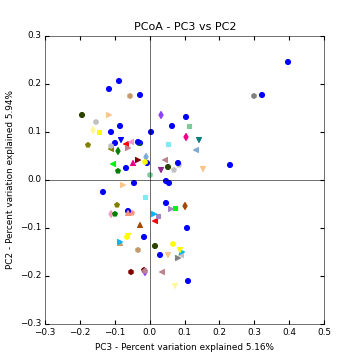 PCoA - PC3 vs PC2
0.3
0.2
0.1
0.0
−0.1
−0.2
−0.3
PC2 - Percent variation explained 5.94%
−0.3 −0.2 −0.1 0.0 0.1 0.2 0.3 0.4 0.5
PC3 - Percent variation explained 5.16%